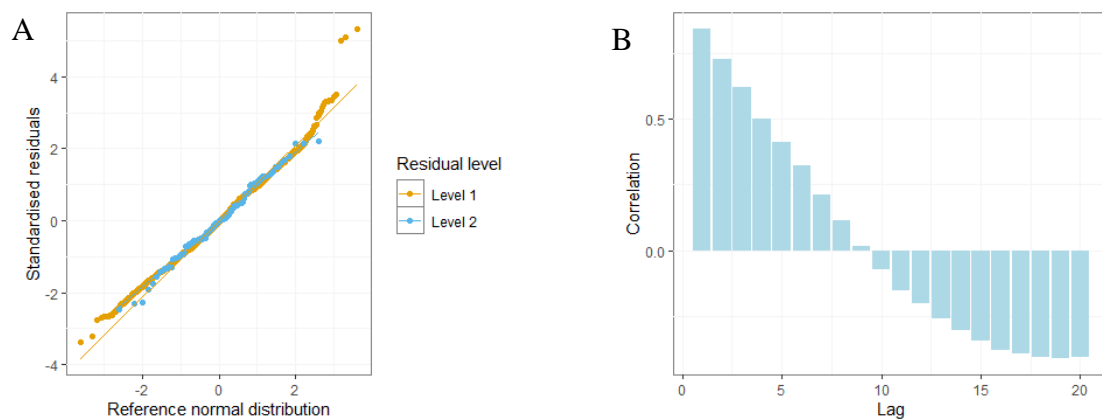 A
Standardised residuals
4
2
0
-2
-4
-2
0
2
Reference normal distribution
Residual level
Level 1
Level 2
B
Correlation
0.5
0.0
0
5
10
15
20
Lag